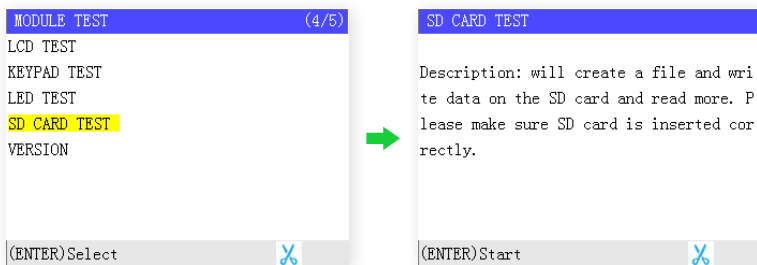 MODULE TEST (4/5)
LCD TEST
KEYPAD TEST
LED TEST
SD CARD TEST
VERSION
(ENTER)Select
SD CARD TEST
Description: will create a file and wri
te data on the SD card and read more. P
lease make sure SD card is inserted cor
rectly.
(ENTER)Start